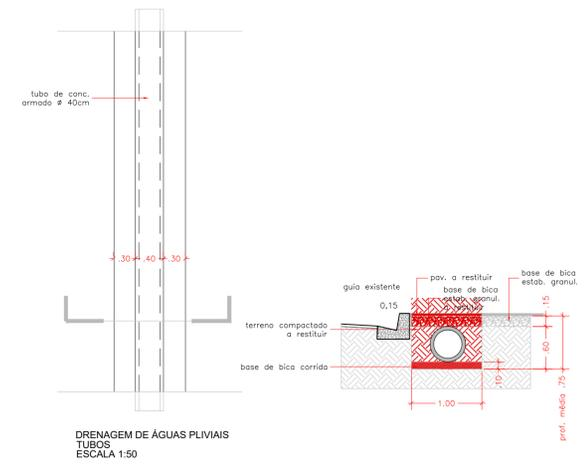 tubo de conc.
armado ø 40cm
.30
.40
.30
DRENAGEM DE ÁGUAS PLIVIAIS
TUBOS
ESCALA 1:50
guia existente
0,15
pav. a restituir
base de bica
estab. granul.
a restituir
base de bica
estab. granul.
terreno compactado
a restituir
base de bica corrida
.15
.60
.10
.75
prof. média
1.00